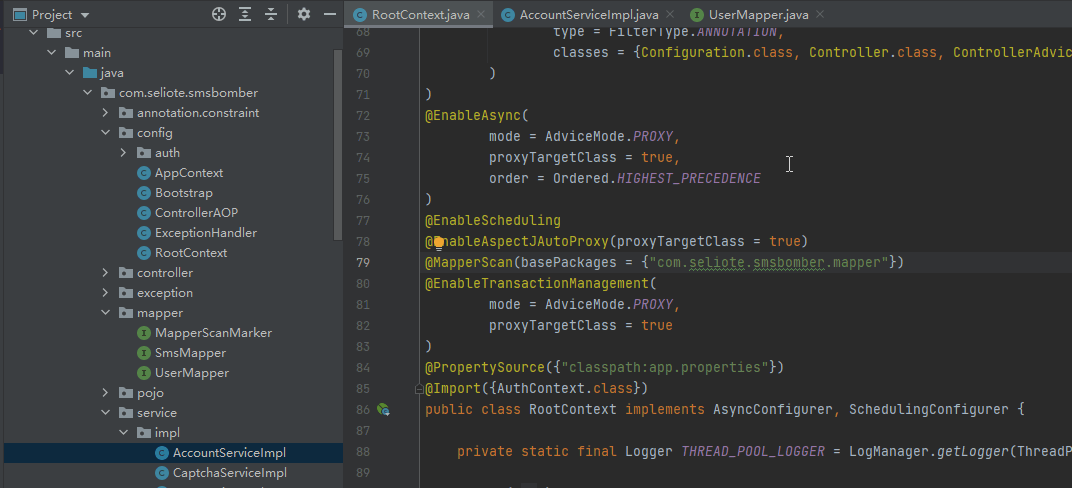 Project
RootContext.java
AccountServiceImpl.java
UserMapper.java
src
main
java
com.seliote.smsbomber
annotation.constraint
config
auth
AppContext
Bootstrap
ControllerAOP
ExceptionHandler
RootContext
controller
exception
mapper
MapperScanMarker
SmsMapper
UserMapper
pojo
service
impl
AccountServiceImpl
CaptchaServiceImpl
68 type = FilterType.ANNOTATION,
69 classes = {Configuration.class, Controller.class, ControllerAdvic
70 )
71 )
72 @EnableAsync(
73 mode = AdviceMode.PROXY,
74 proxyTargetClass = true,
75 order = Ordered.HIGHEST_PRECEDENCE
76 )
77 @EnableScheduling
78 @EnableAspectJAutoProxy(proxyTargetClass = true)
79 @MapperScan(basePackages = {"com.seliote.smsbomber.mapper"})
80 @EnableTransactionManagement(
81 mode = AdviceMode.PROXY,
82 proxyTargetClass = true
83 )
84 @PropertySource({"classpath:app.properties"})
85 @Import({AuthContext.class})
86 public class RootContext implements AsyncConfigurer, SchedulingConfigurer {
87
88 private static final Logger THREAD_POOL_LOGGER = LogManager.getLogger(ThreadP
89